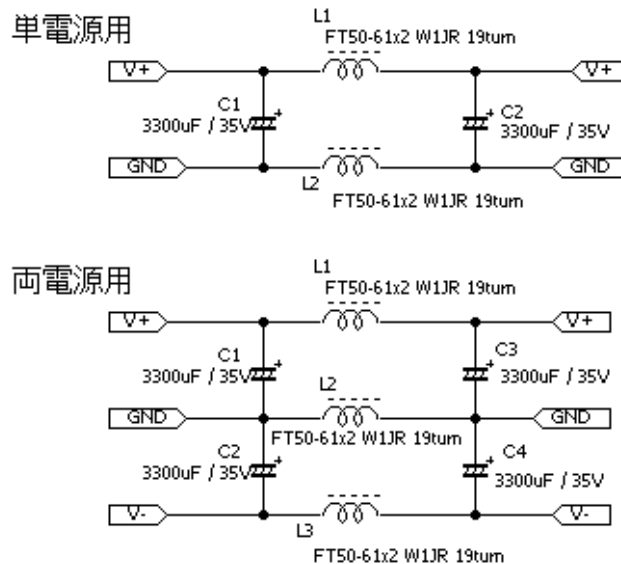 単電源用
L1
FT50-61x2 W1JR 19turn
V+
V+
C1
3300uF / 35V
+
+
C2
3300uF / 35V
GND
GND
L2
FT50-61x2 W1JR 19turn
両電源用
L1
FT50-61x2 W1JR 19turn
V+
V+
C1
3300uF / 35V
+
+
C3
3300uF / 35V
L2
GND
GND
FT50-61x2 W1JR 19turn
C2
3300uF / 35V
+
+
C4
3300uF / 35V
V-
V-
L3
FT50-61x2 W1JR 19turn